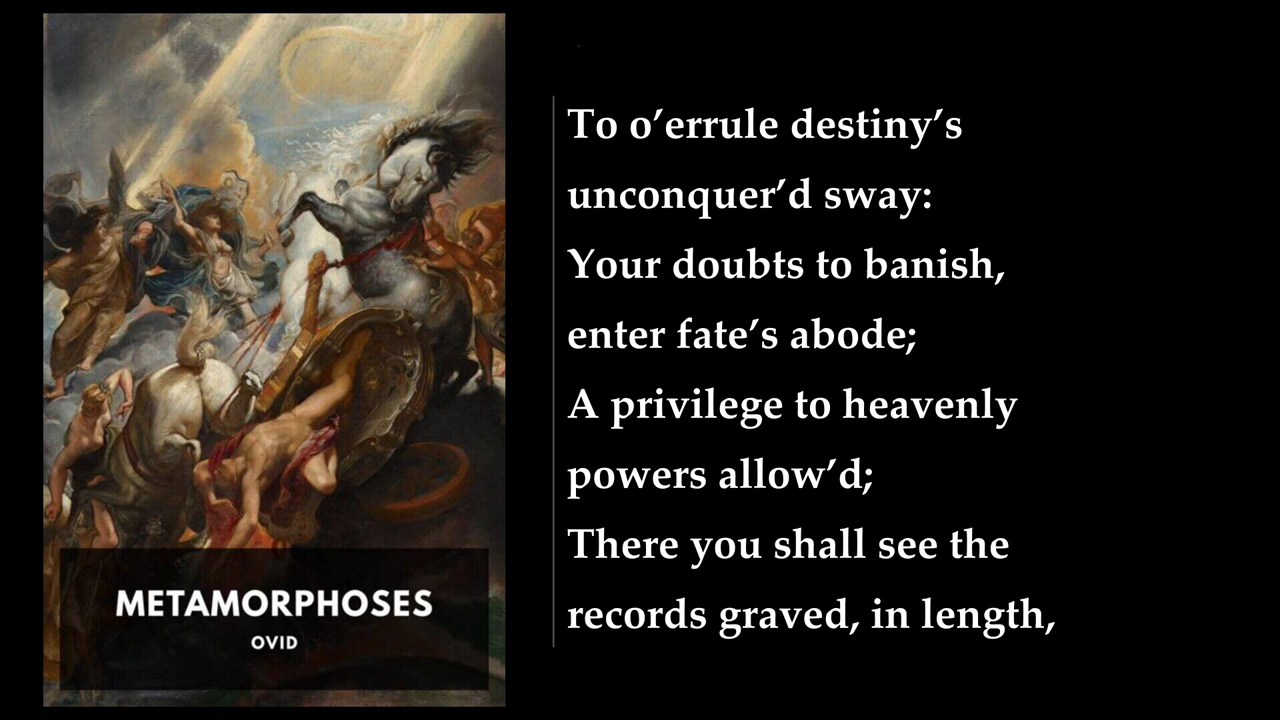 METAMORPHOSES
OVID
To o’errule destiny’s
unconquer’d sway:
Your doubts to banish,
enter fate’s abode;
A privilege to heavenly
powers allow’d;
There you shall see the
records graved, in length,